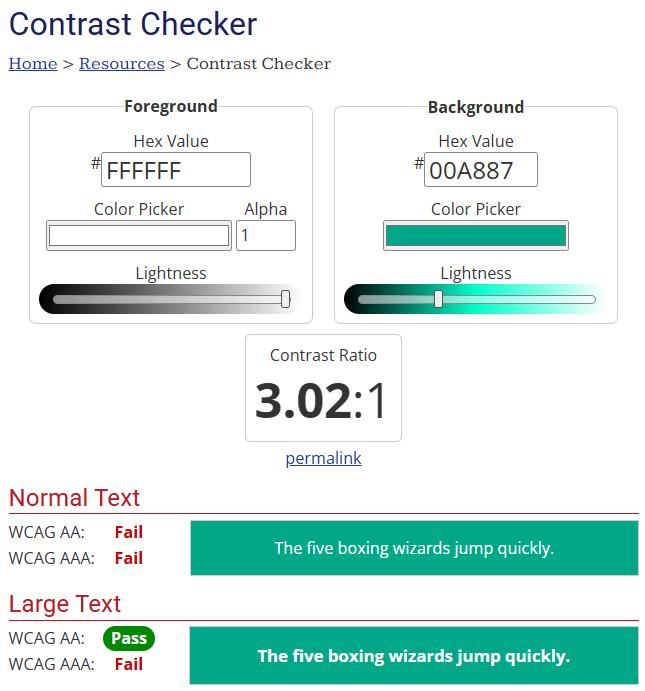 Contrast Checker
Home > Resources > Contrast Checker
Foreground
Hex Value
# FFFFFF
Color Picker Alpha
1
Lightness
Background
Hex Value
# 00A887
Color Picker
Lightness
Contrast Ratio
3.02:1
permalink
Normal Text
WCAG AA: Fail
WCAG AAA: Fail
The five boxing wizards jump quickly.
Large Text
WCAG AA: Pass
WCAG AAA: Fail
The five boxing wizards jump quickly.